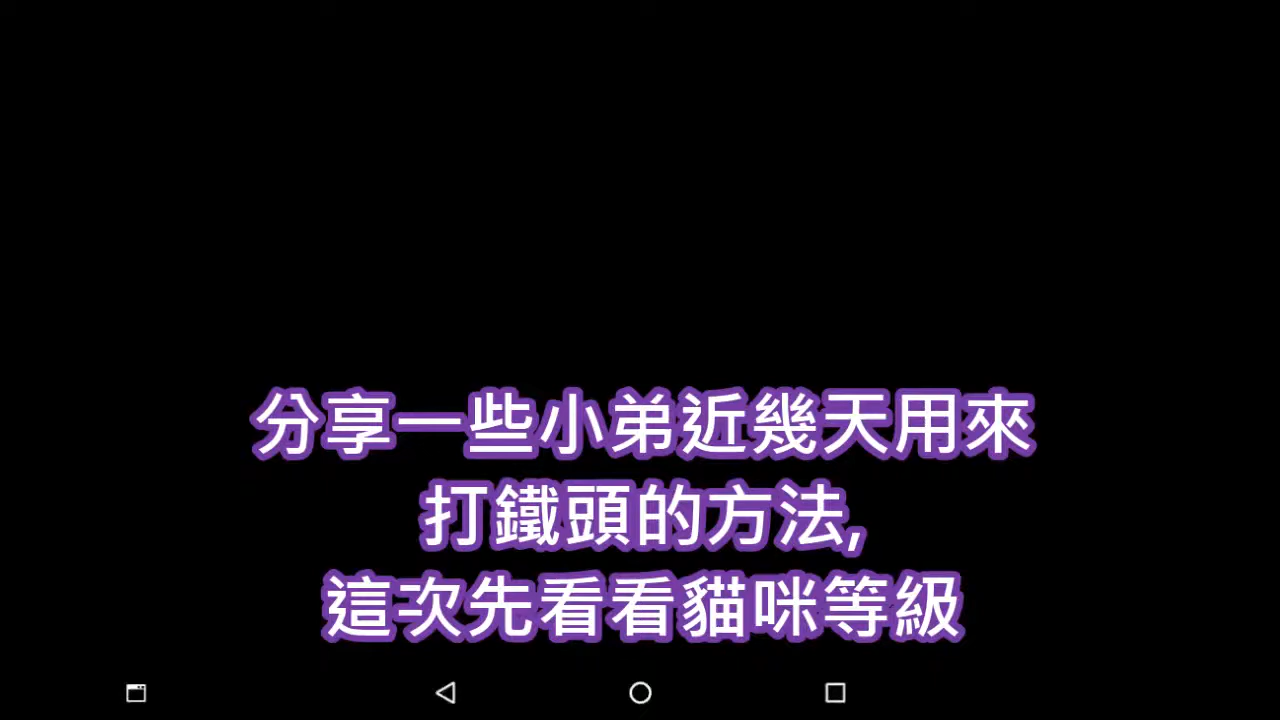 分享一些小弟近幾天用來
打鐵頭的方法,
這次先看看貓咪等級